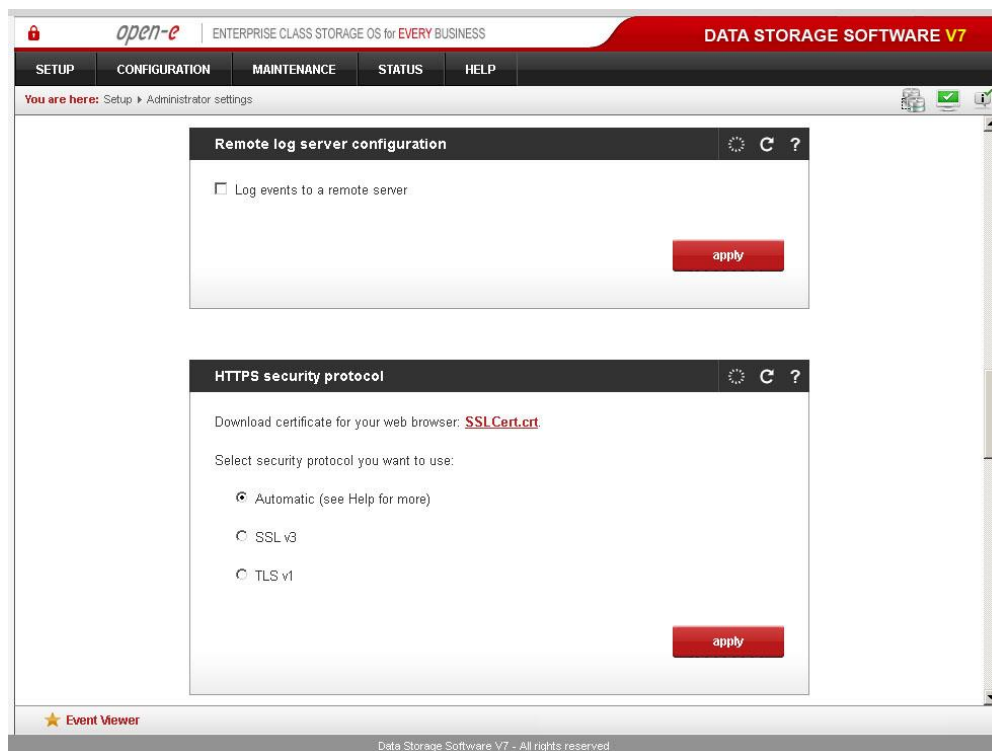 open-e ENTERPRISE CLASS STORAGE OS for EVERY BUSINESS DATA STORAGE SOFTWARE V7
SETUP CONFIGURATION MAINTENANCE STATUS HELP
You are here: Setup Administrator settings
Remote log server configuration
Log events to a remote server
apply
HTTPS security protocol
Download certificate for your web browser: SSLCert.crt.
Select security protocol you want to use:
Automatic (see Help for more)
SSL v3
TLS v1
apply
Event Viewer
Data Storage Software V7 - All rights reserved